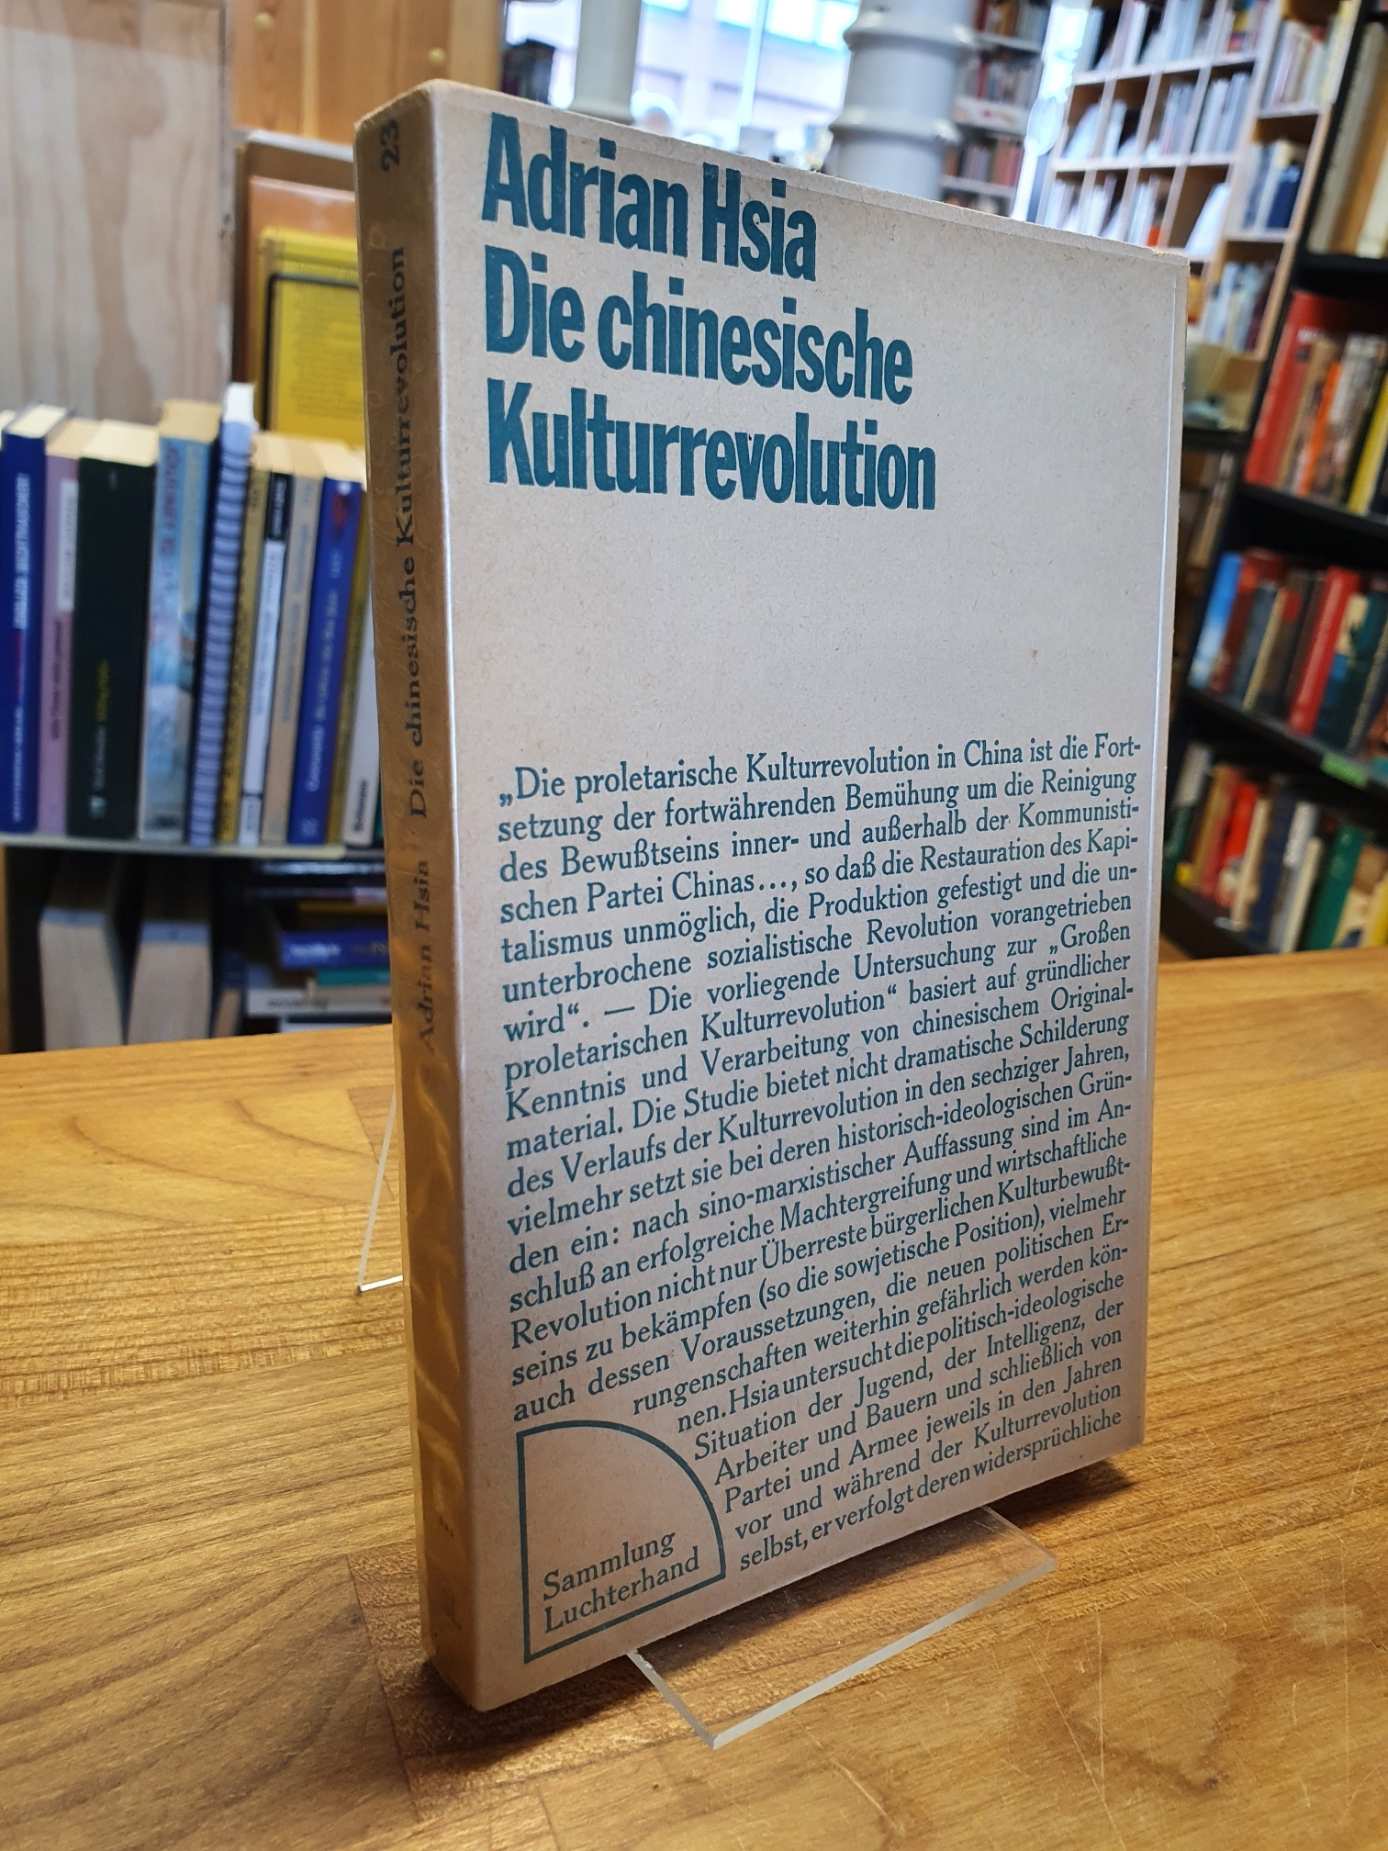 23
Adrian Hsia Die chinesische Kulturrevolution
Adrian Hsia
Die chinesische
Kulturrevolution
„Die proletarische Kulturrevolution in China ist die Fort-
setzung der fortwährenden Bemühung um die Reinigung
des Bewußtseins inner- und außerhalb der Kommunisti-
schen Partei Chinas..., so daß die Restauration des Kapi-
talismus unmöglich, die Produktion gefestigt und die un-
unterbrochene sozialistische Revolution vorangetrieben
wird“. — Die vorliegende Untersuchung zur „Großen
proletarischen Kulturrevolution“ basiert auf gründlicher
Kenntnis und Verarbeitung von chinesischem Original-
material. Die Studie bietet nicht dramatische Schilderung
des Verlaufs der Kulturrevolution in den sechziger Jahren,
vielmehr setzt sie bei deren historisch-ideologischen Grün-
den ein: nach sino-marxistischer Auffassung sind im An-
schluß an erfolgreiche Machtergreifung und wirtschaftliche
Revolution nicht nur Überreste bürgerlichen Kulturbewußt-
seins zu bekämpfen (so die sowjetische Position), vielmehr
auch dessen Voraussetzungen, die neuen politischen Er-
rungenschaften weiterhin gefährlich werden kön-
nen. Hsia untersucht die politisch-ideologische
Situation der Jugend, der Intelligenz, der
Arbeiter und Bauern und schließlich von
Partei und Armee jeweils in den Jahren
vor und während der Kulturrevolution
selbst, er verfolgt deren widersprüchliche
Sammlung
Luchterhand